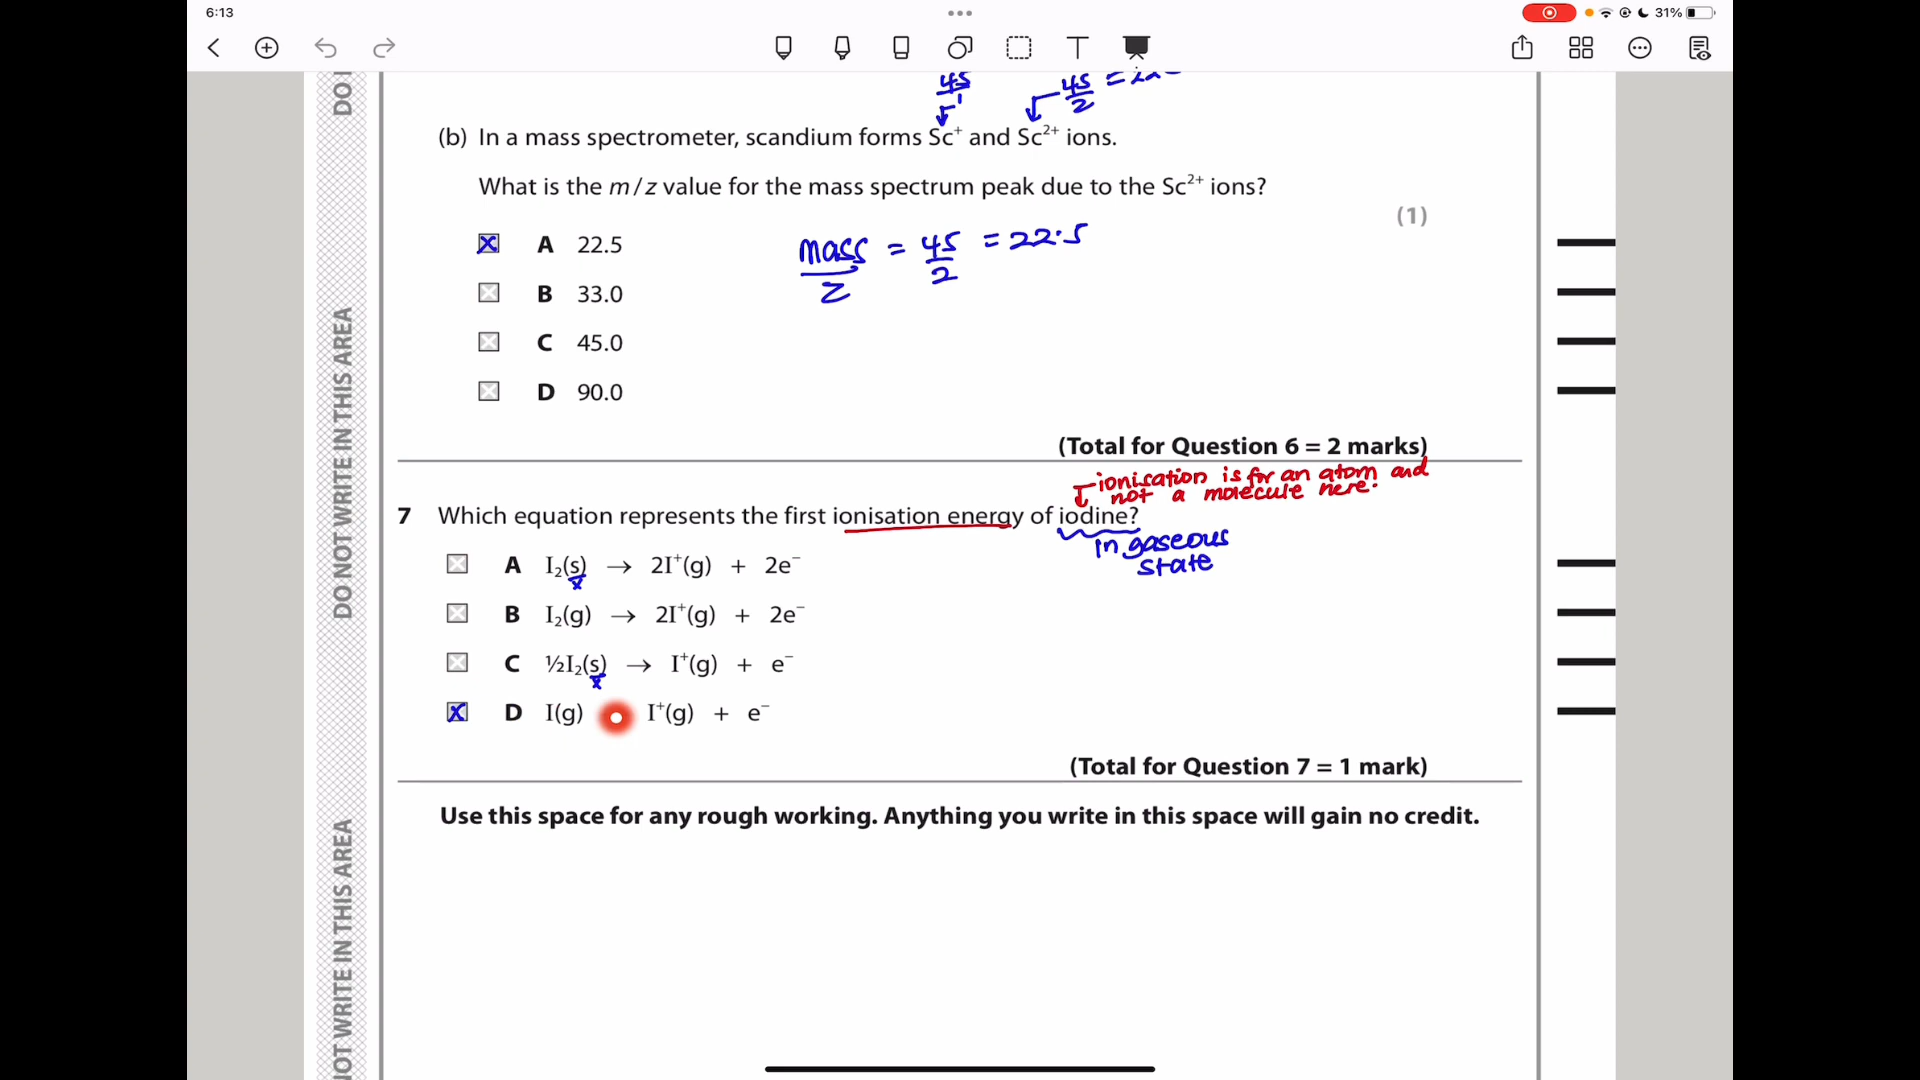 6:13
31%
DO
45
1
45
2
(b) In a mass spectrometer, scandium forms Sc⁺ and Sc²⁺ ions.
What is the m/z value for the mass spectrum peak due to the Sc²⁺ ions?
(1)
A 22.5
mass/z = 45/2 = 22.5
B 33.0
C 45.0
D 90.0
DO NOT WRITE IN THIS AREA
(Total for Question 6 = 2 marks)
ionisation is for an atom and
not a molecule here.
7 Which equation represents the first ionisation energy of iodine?
in gaseous
state
A I₂(s) → 2I⁺(g) + 2e⁻
x
B I₂(g) → 2I⁺(g) + 2e⁻
C ½I₂(s) → I⁺(g) + e⁻
x
D I(g) I⁺(g) + e⁻
(Total for Question 7 = 1 mark)
Use this space for any rough working. Anything you write in this space will gain no credit.
NOT WRITE IN THIS AREA